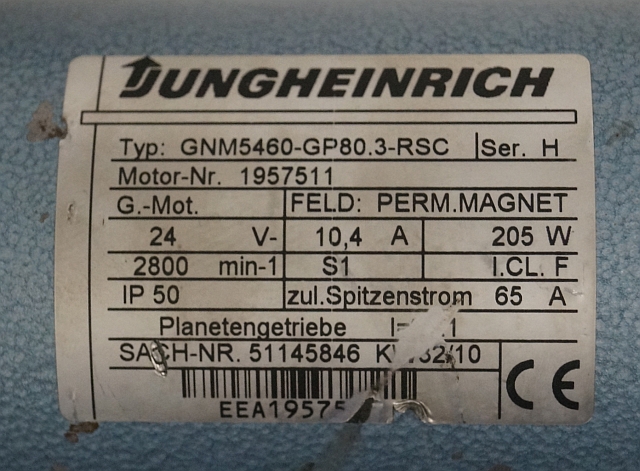 JUNGHEINRICH
Typ: GNM5460-GP80.3-RSC Ser. H
Motor-Nr. 1957511
G.-Mot. FELD: PERM.MAGNET
24 V- 10,4 A 205 W
2800 min-1 S1 I.CL. F
IP 50 zul.Spitzenstrom 65 A
Planetengetriebe
SACH-NR. 51145846
CE